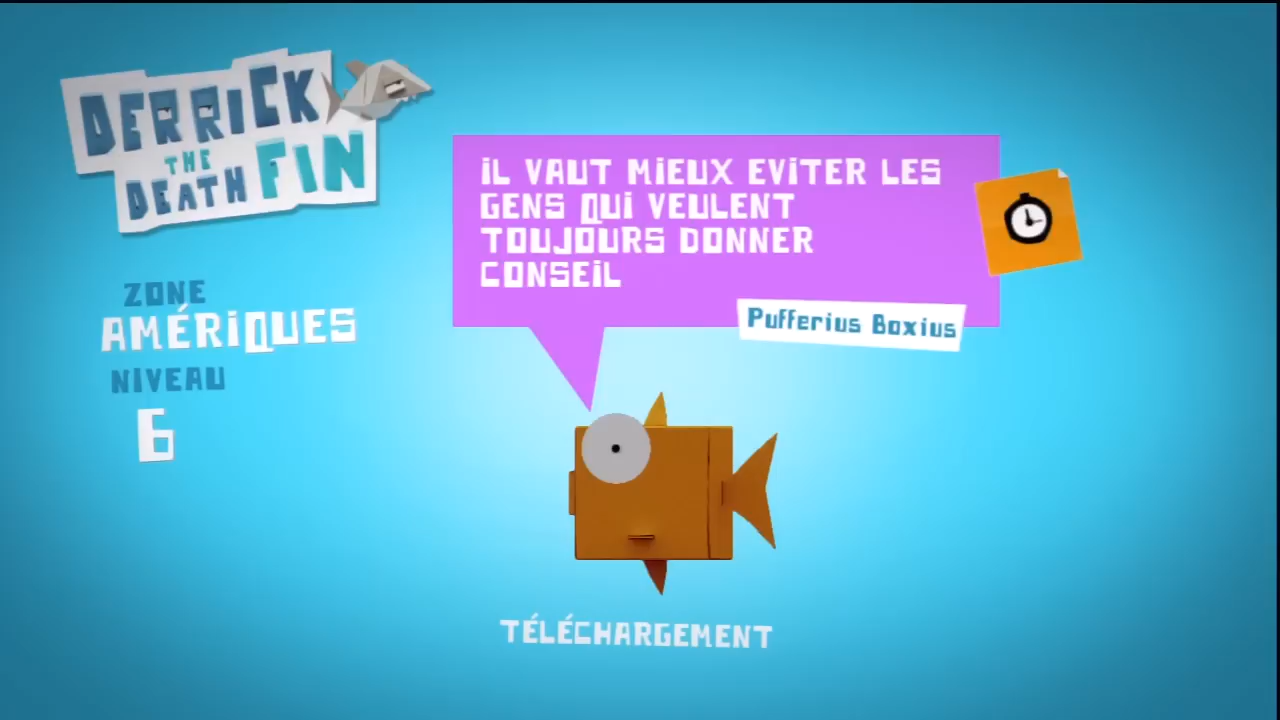 DERRICK
THE
DEATH FIN
ZONE
AMÉRIQUES
NIVEAU
6
IL VAUT MIEUX EVITER LES
GENS QUI VEULENT
TOUJOURS DONNER
CONSEIL
Pufferius Boxius
TÉLÉCHARGEMENT